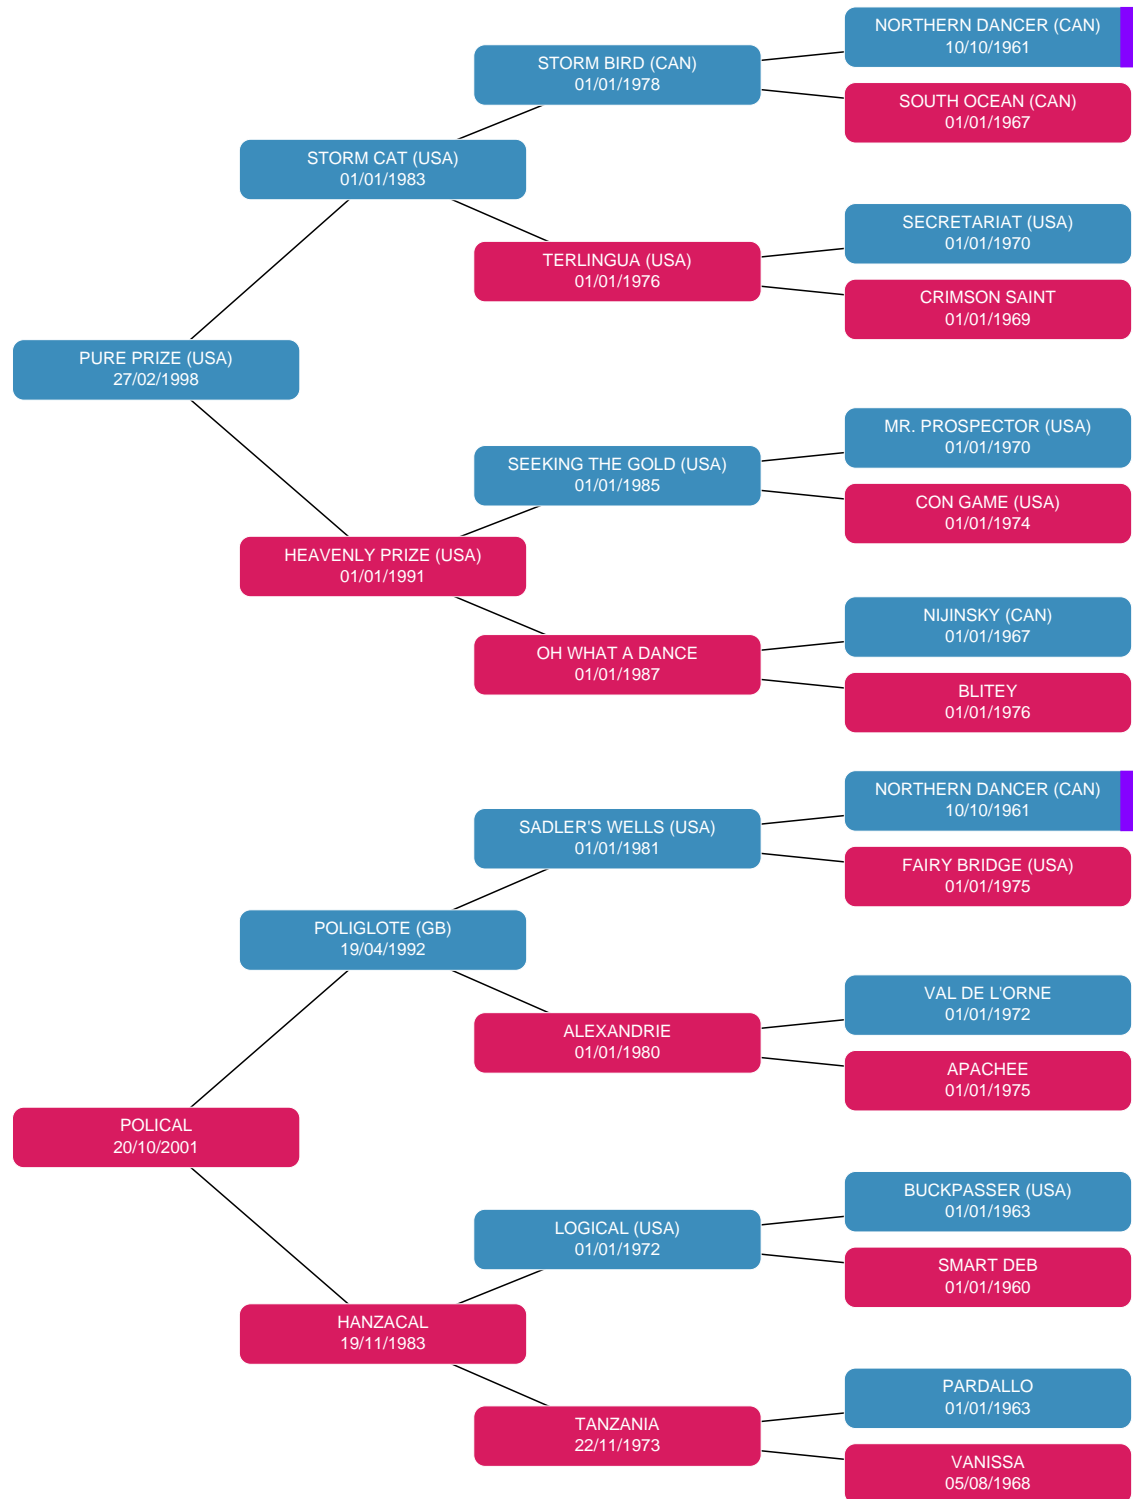 NORTHERN DANCER (CAN)
10/10/1961
STORM BIRD (CAN)
01/01/1978
SOUTH OCEAN (CAN)
01/01/1967
STORM CAT (USA)
01/01/1983
SECRETARIAT (USA)
01/01/1970
TERLINGUA (USA)
01/01/1976
CRIMSON SAINT
01/01/1969
PURE PRIZE (USA)
27/02/1998
MR. PROSPECTOR (USA)
01/01/1970
SEEKING THE GOLD (USA)
01/01/1985
CON GAME (USA)
01/01/1974
HEAVENLY PRIZE (USA)
01/01/1991
NIJINSKY (CAN)
01/01/1967
OH WHAT A DANCE
01/01/1987
BLITEY
01/01/1976
NORTHERN DANCER (CAN)
10/10/1961
SADLER'S WELLS (USA)
01/01/1981
FAIRY BRIDGE (USA)
01/01/1975
POLIGLOTE (GB)
19/04/1992
VAL DE L'ORNE
01/01/1972
ALEXANDRIE
01/01/1980
APACHEE
01/01/1975
POLICAL
20/10/2001
BUCKPASSER (USA)
01/01/1963
LOGICAL (USA)
01/01/1972
SMART DEB
01/01/1960
HANZACAL
19/11/1983
PARDALLO
01/01/1963
TANZANIA
22/11/1973
VANISSA
05/08/1968